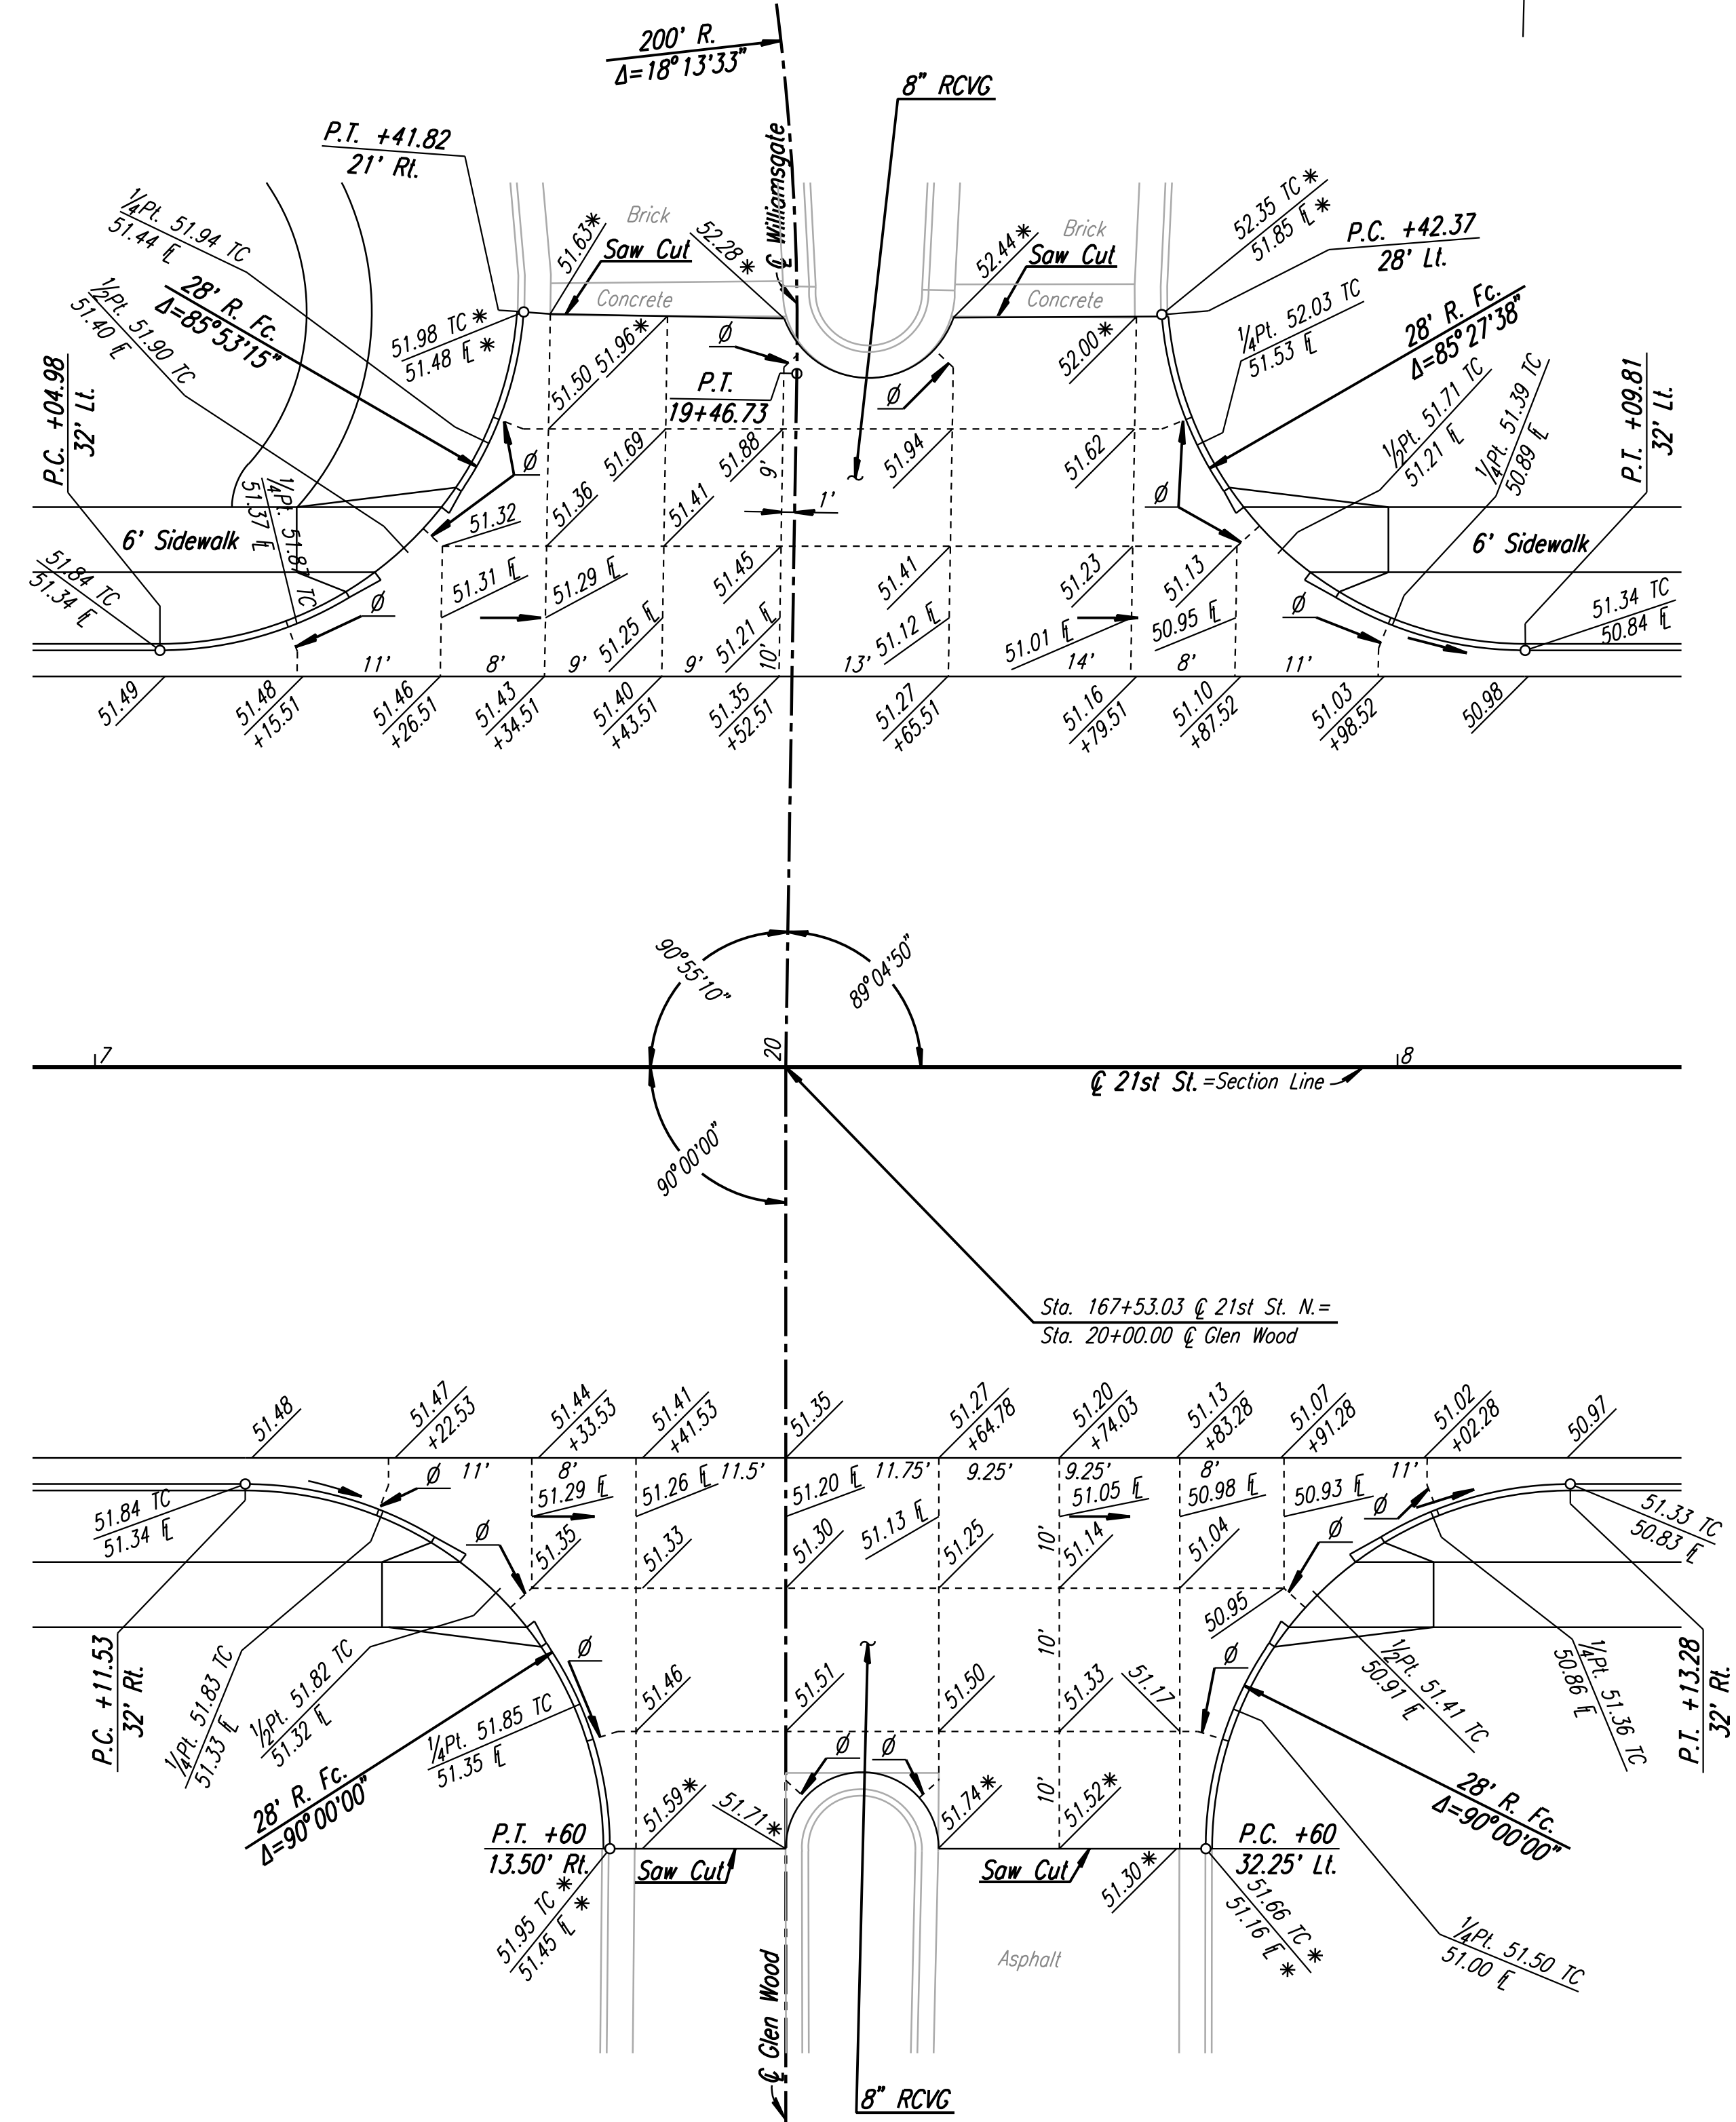 200' R.
Δ=18°13'33"
8" RCVG
P.T. +41.82
21' Rt.
℄ Williamsgate
¼Pt. 51.94 TC
51.44 ℄
½Pt. 51.90 TC
51.40 ℄
28' R. Fc.
Δ=85°53'15"
51.98 TC *
51.48 ℄ *
Brick
51.63*
Saw Cut
Concrete
52.28*
52.44*
Brick
Saw Cut
Concrete
52.35 TC *
51.85 ℄ *
P.C. +42.37
28' Lt.
¼Pt. 52.03 TC
51.53 ℄
28' R. Fc.
Δ=85°27'38"
½Pt. 51.71 TC
51.21 ℄
¼Pt. 51.39 TC
50.89 ℄
P.T. +09.81
32' Lt.
P.C. +04.98
32' Lt.
51.50
51.96*
Ø
P.T.
19+46.73
Ø
52.00*
51.69
51.88
9'
51.94
51.62
Ø
Ø
¼Pt. 51.87 TC
51.37 ℄
51.32
51.36
51.41
1'
6' Sidewalk
6' Sidewalk
51.84 TC
51.34 ℄
Ø
51.31 ℄
51.29 ℄
51.45
51.41
51.23
51.13
Ø
51.34 TC
50.84 ℄
51.25 ℄
51.21 ℄
10'
51.12 ℄
51.01 ℄
50.95 ℄
11'
8'
9'
9'
13'
14'
8'
11'
51.49
51.48
+15.51
51.46
+26.51
51.43
+34.51
51.40
+43.51
51.35
+52.51
51.27
+65.51
51.16
+79.51
51.10
+87.52
51.03
+98.52
50.98
90°55'10"
89°04'50"
7
20
8
℄ 21st St. =Section Line
90°00'00"
Sta. 167+53.03 ℄ 21st St. N.=
Sta. 20+00.00 ℄ Glen Wood
51.48
51.47
+22.53
51.44
+33.53
51.41
+41.53
51.35
51.27
+64.78
51.20
+74.03
51.13
+83.28
51.07
+91.28
51.02
+02.28
50.97
Ø
11'
8'
11.5'
11.75'
9.25'
9.25'
8'
11'
51.84 TC
51.34 ℄
51.29 ℄
51.26 ℄
51.20 ℄
51.13 ℄
51.05 ℄
50.98 ℄
50.93 ℄
Ø
51.33 TC
50.83 ℄
Ø
51.35
51.33
51.30
51.25
10'
51.14
51.04
Ø
50.95
P.C. +11.53
32' Rt.
¼Pt. 51.83 TC
51.33 ℄
½Pt. 51.82 TC
51.32 ℄
Ø
51.46
51.51
51.50
10'
51.33
51.17
Ø
½Pt. 51.41 TC
50.91 ℄
¼Pt. 51.36 TC
50.86 ℄
P.T. +13.28
32' Rt.
¼Pt. 51.85 TC
51.35 ℄
28' R. Fc.
Δ=90°00'00"
Ø
Ø
51.59*
51.71*
51.74*
10'
51.52*
28' R. Fc.
Δ=90°00'00"
P.T. +60
13.50' Rt.
Saw Cut
Saw Cut
51.30*
P.C. +60
32.25' Lt.
51.95 TC *
51.45 ℄ *
51.66 TC *
51.16 ℄ *
¼Pt. 51.50 TC
51.00 ℄
Asphalt
℄ Glen Wood
8" RCVG